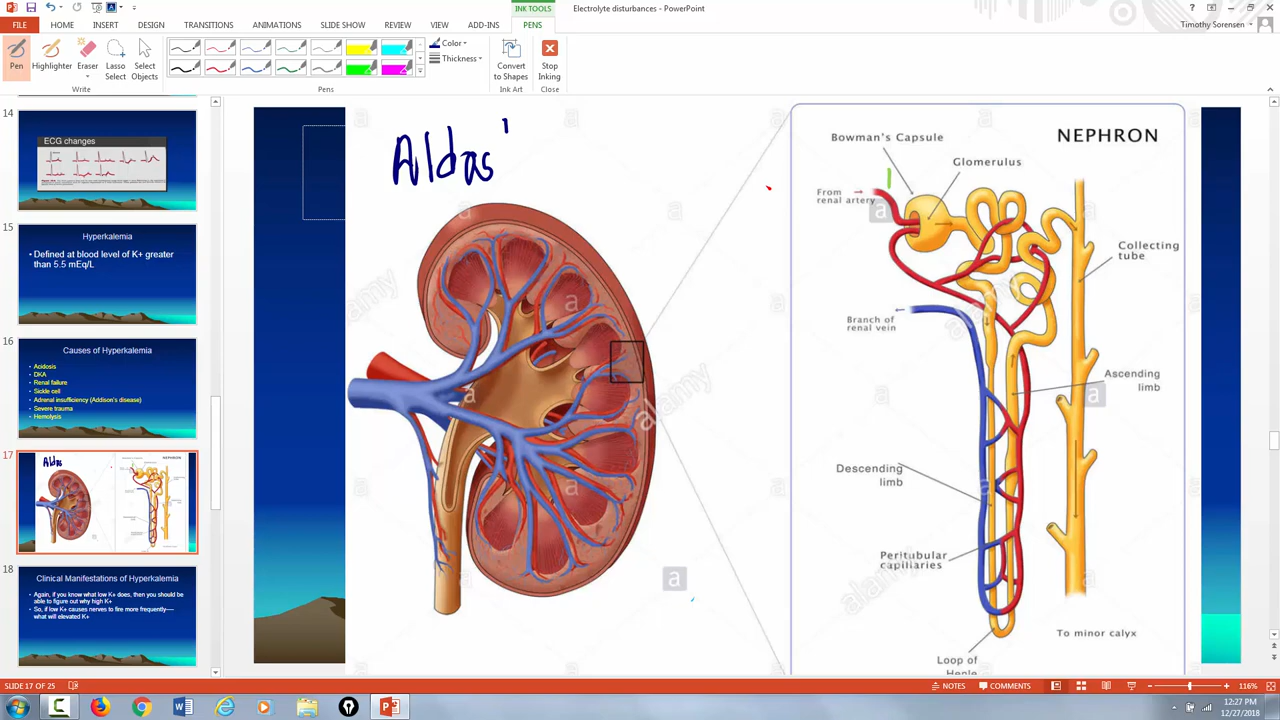 INK TOOLS
Electrolyte disturbances - PowerPoint
FILE HOME INSERT DESIGN TRANSITIONS ANIMATIONS SLIDE SHOW REVIEW VIEW ADD-INS PENS
Timothy Sorensen
Pen
Highlighter
Eraser
Lasso Select
Select Objects
Color
Thickness
Convert to Shapes
Stop Inking
Write
Pens
Ink Art
Close
14
ECG changes
15
Hyperkalemia
• Defined at blood level of K+ greater
than 5.5 mEq/L
16
Causes of Hyperkalemia
• Acidosis
• DKA
• Renal failure
• Sickle cell
• Adrenal insufficiency (Addison's disease)
• Severe trauma
• Hemolysis
17
Aldas
NEPHRON
18
Clinical Manifestations of Hyperkalemia
• Again, if you know what low K+ does, then you should be
able to figure out why high K+
• So, if low K+ causes nerves to fire more frequently----
what will elevated K+
Aldas'
NEPHRON
Bowman's Capsule
Glomerulus
From
renal artery
Collecting
tube
Branch of
renal vein
Ascending
limb
Descending
limb
Peritubular
capillaries
To minor calyx
Loop of
Henle
a
alamy
SLIDE 17 OF 25
NOTES
COMMENTS
116%
12:27 PM
12/27/2018